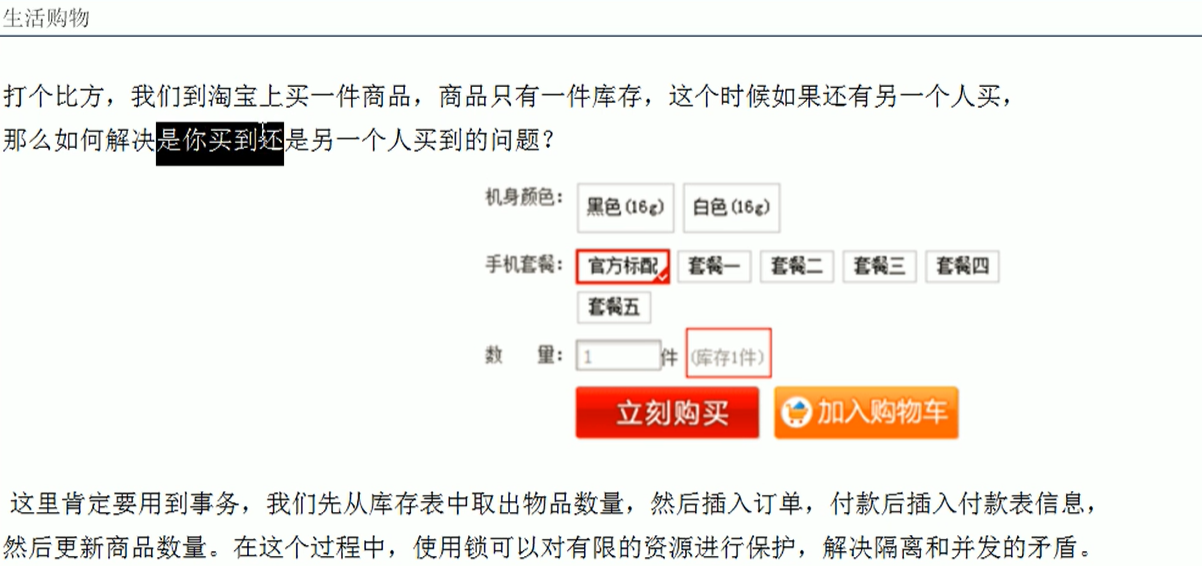 生活购物
打个比方，我们到淘宝上买一件商品，商品只有一件库存，这个时候如果还有另一个人买，
那么如何解决是你买到还是另一个人买到的问题？
机身颜色： 黑色(16g) 白色(16g)
手机套餐： 官方标配 套餐一 套餐二 套餐三 套餐四
套餐五
数 量： 1 件 (库存1件)
立刻购买 加入购物车
这里肯定要用到事务，我们先从库存表中取出物品数量，然后插入订单，付款后插入付款表信息，
然后更新商品数量。在这个过程中，使用锁可以对有限的资源进行保护，解决隔离和并发的矛盾。